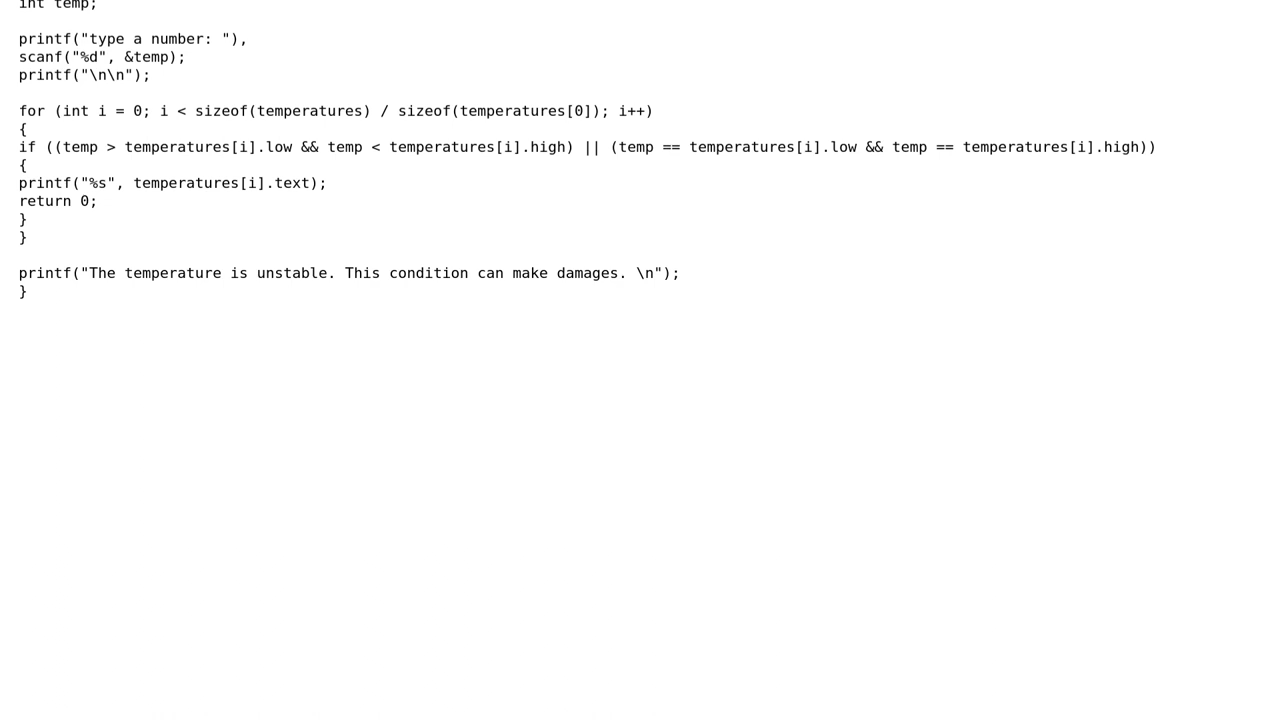 int temp;
printf("type a number: "),
scanf("%d", &temp);
printf("\n\n");
for (int i = 0; i < sizeof(temperatures) / sizeof(temperatures[0]); i++)
{
if ((temp > temperatures[i].low && temp < temperatures[i].high) || (temp == temperatures[i].low && temp == temperatures[i].high))
{
printf("%s", temperatures[i].text);
return 0;
}
}
printf("The temperature is unstable. This condition can make damages. \n");
}